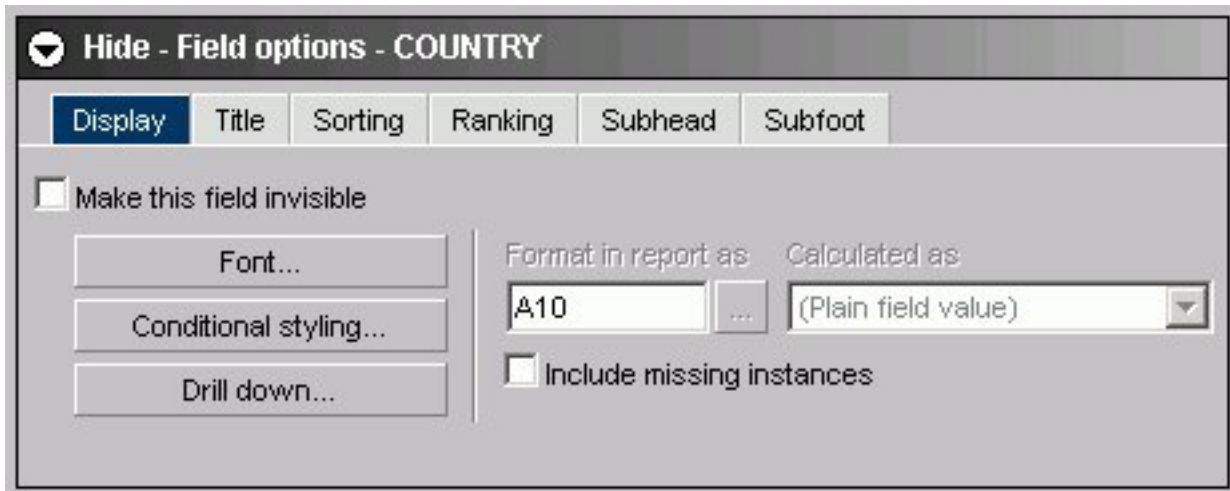 Hide - Field options - COUNTRY
Display Title Sorting Ranking Subhead Subfoot
Make this field invisible
Font...
Format in report as Calculated as
A10 ... (Plain field value)
Conditional styling...
Include missing instances
Drill down...